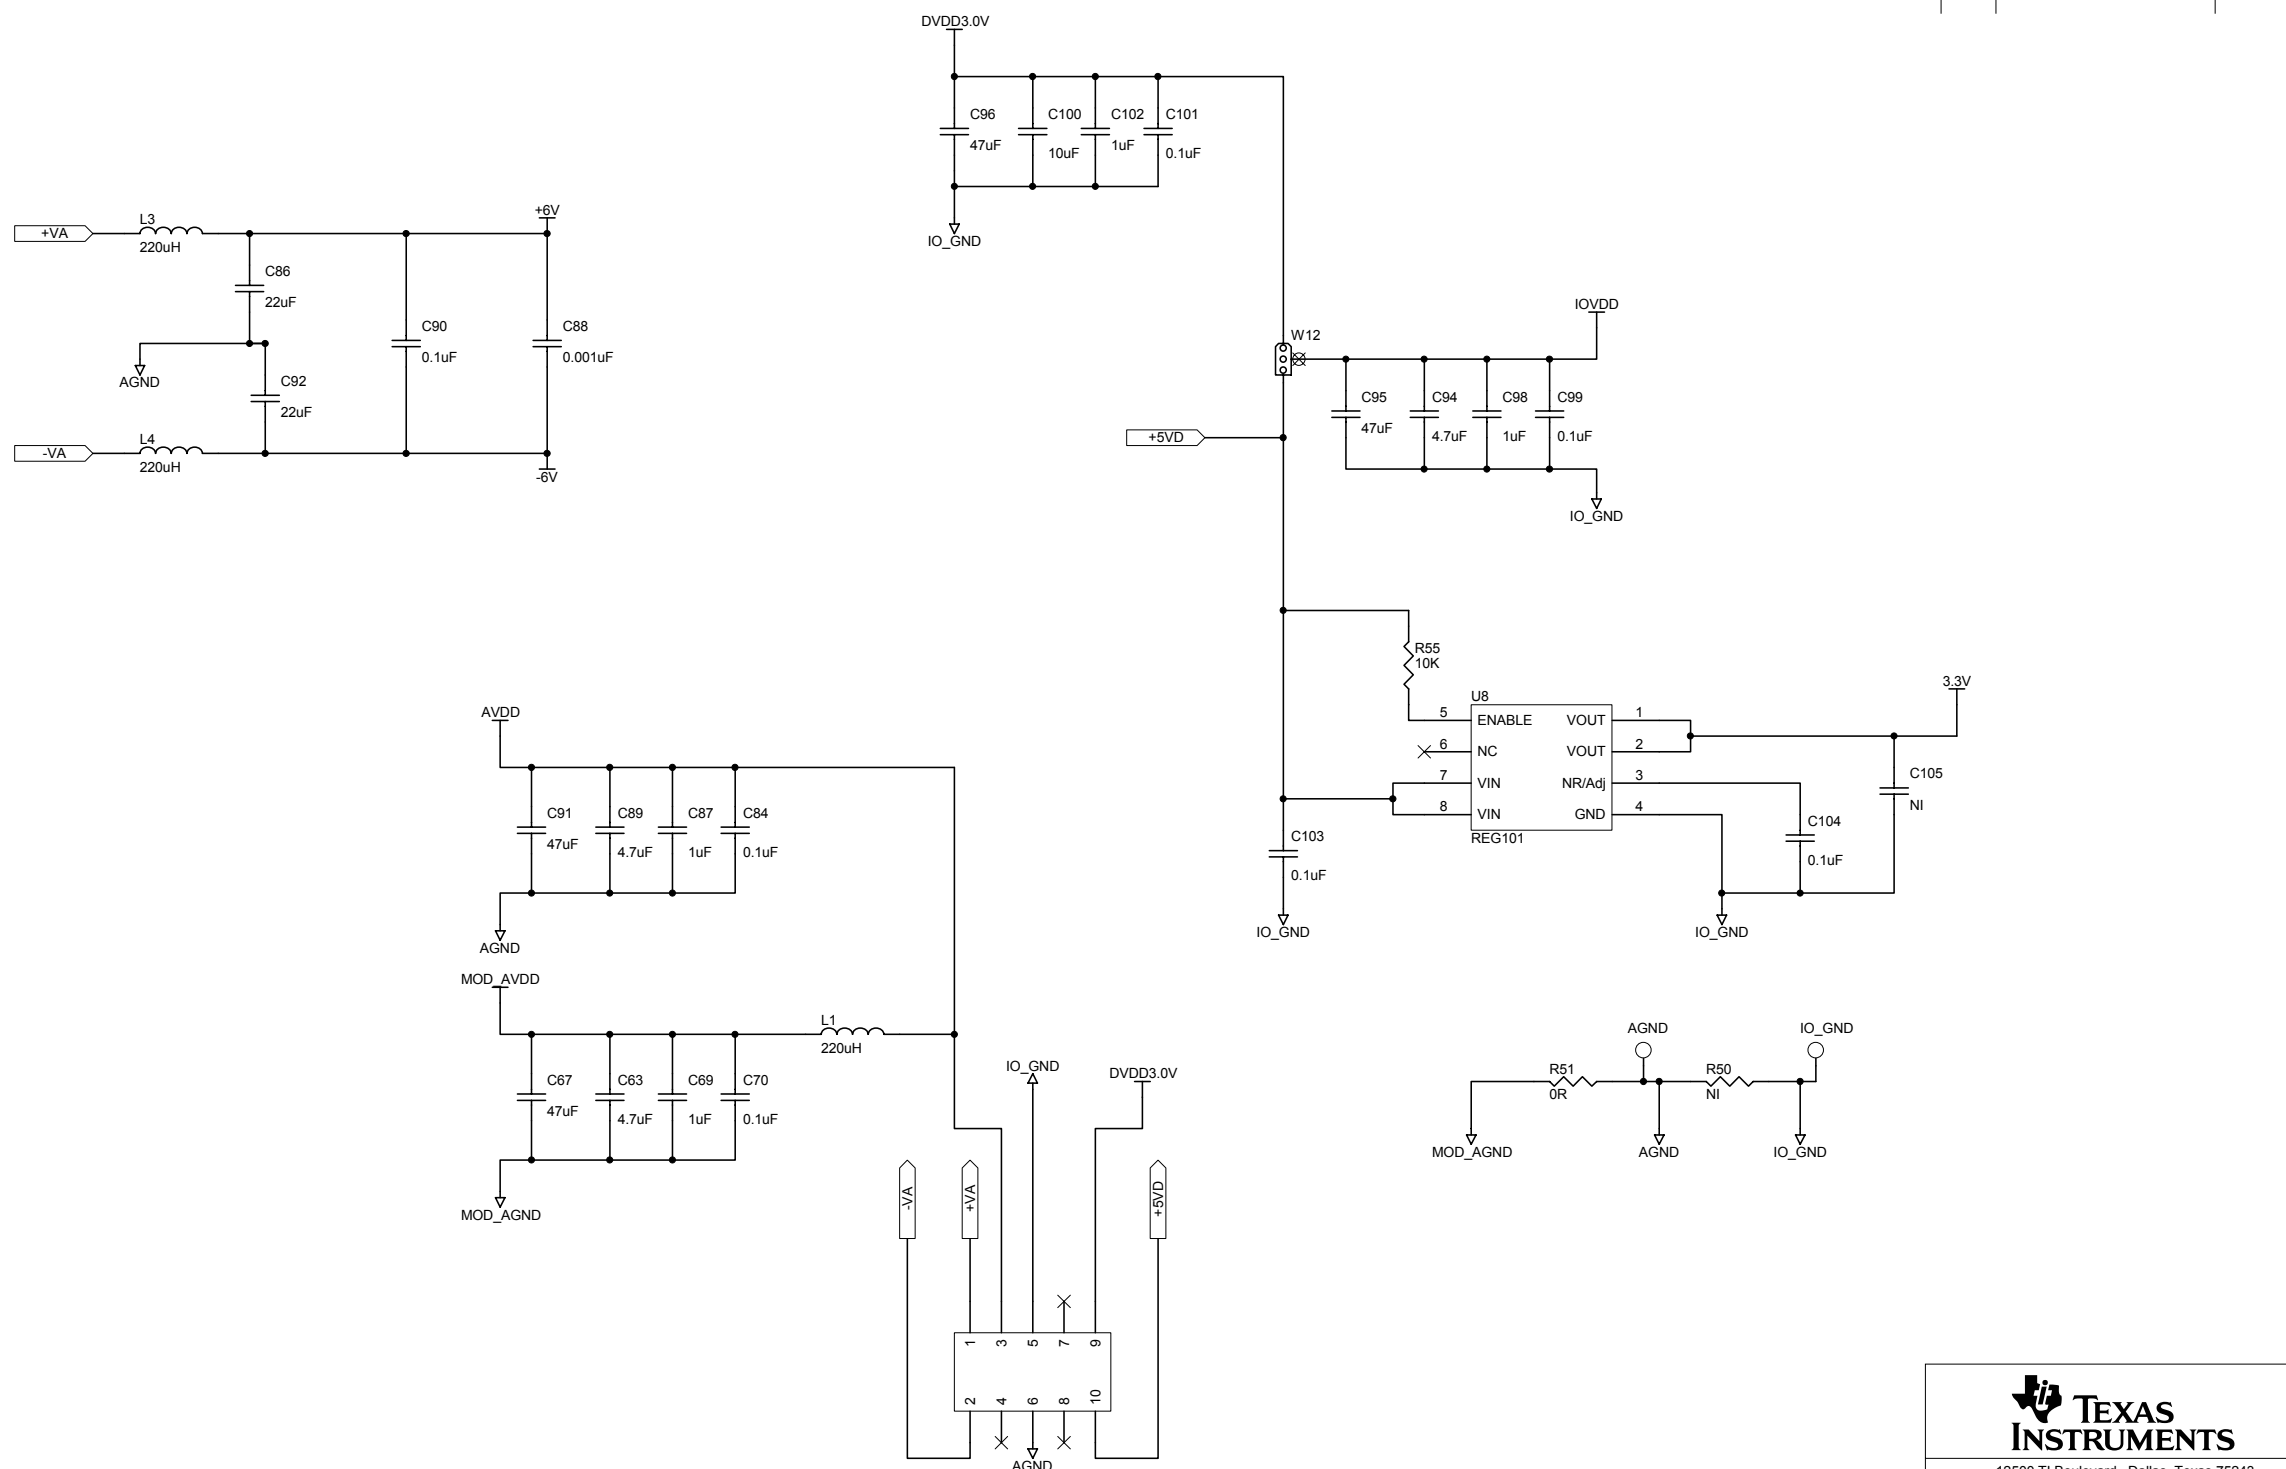 DVDD3.0V
C96
47uF
C100
10uF
C102
1uF
C101
0.1uF
IO_GND
+VA
L3
220uH
+6V
C86
22uF
C90
0.1uF
C88
0.001uF
AGND
C92
22uF
-VA
L4
220uH
-6V
W12
IOVDD
C95
47uF
C94
4.7uF
C98
1uF
C99
0.1uF
+5VD
IO_GND
R55
10K
U8
5 ENABLE VOUT 1
6 NC VOUT 2
7 VIN NR/Adj 3
8 VIN GND 4
REG101
3.3V
C105
NI
C104
0.1uF
C103
0.1uF
IO_GND
IO_GND
AVDD
C91
47uF
C89
4.7uF
C87
1uF
C84
0.1uF
AGND
MOD_AVDD
L1
220uH
C67
47uF
C63
4.7uF
C69
1uF
C70
0.1uF
MOD_AGND
IO_GND
DVDD3.0V
-VA
+VA
+5VD
1 3 5 7 9
2 4 6 8 10
AGND
AGND
IO_GND
R51
0R
R50
NI
MOD_AGND
AGND
IO_GND
TEXAS
INSTRUMENTS